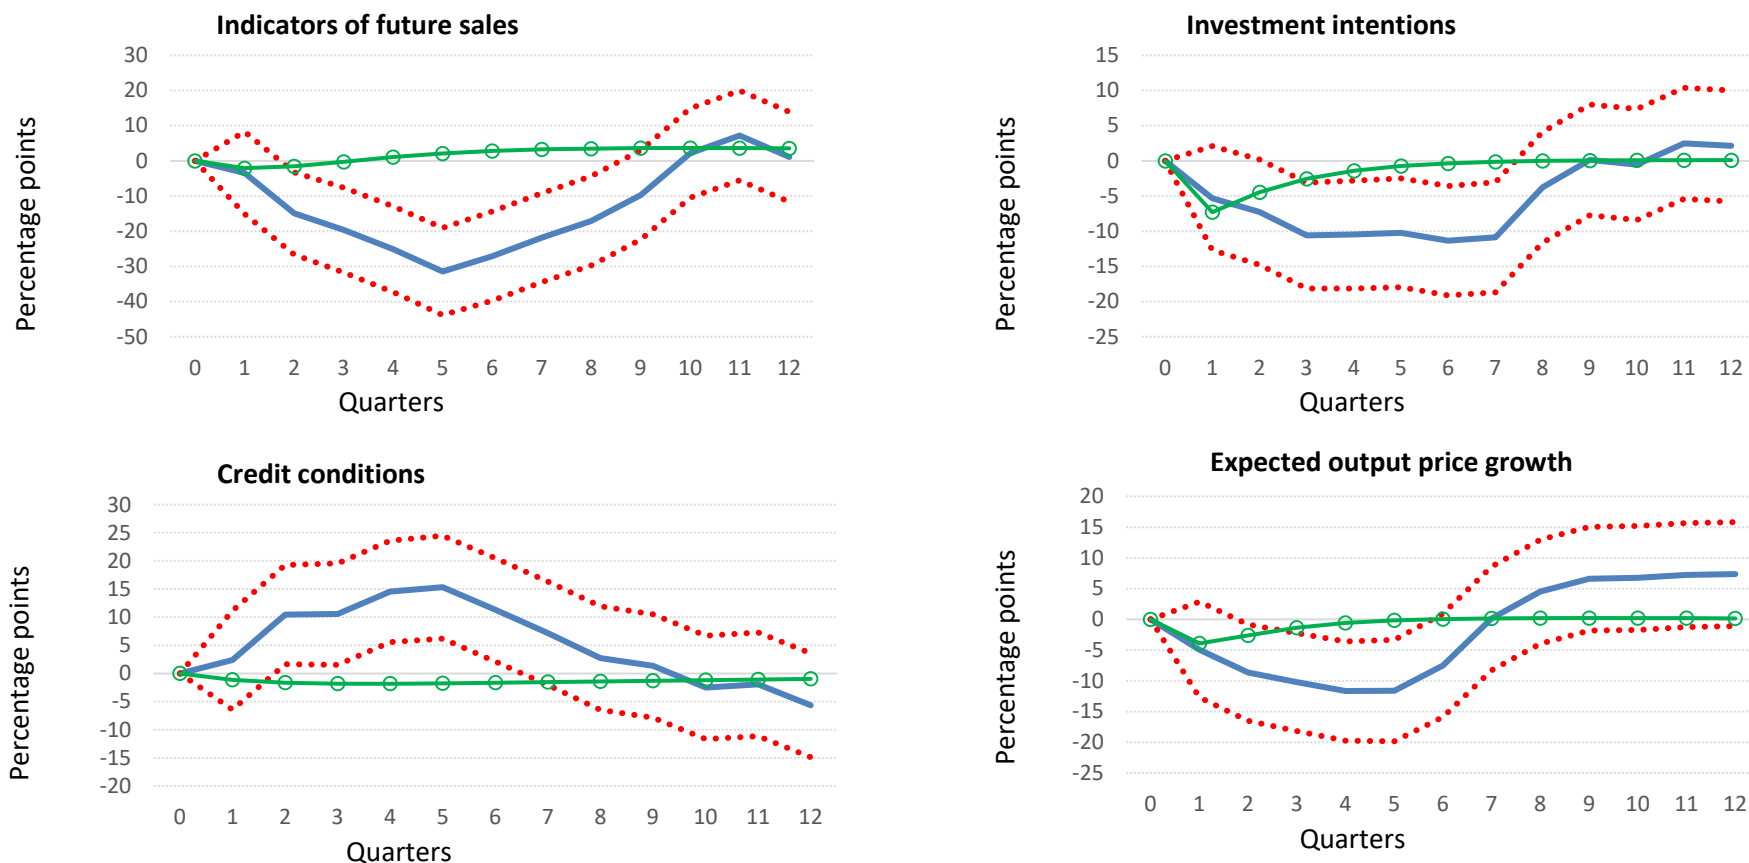 Indicators of future sales
Percentage points
30
20
10
0
-10
-20
-30
-40
-50
0 1 2 3 4 5 6 7 8 9 10 11 12
Quarters
Investment intentions
Percentage points
15
10
5
0
-5
-10
-15
-20
-25
0 1 2 3 4 5 6 7 8 9 10 11 12
Quarters
Credit conditions
Percentage points
30
25
20
15
10
5
0
-5
-10
-15
-20
0 1 2 3 4 5 6 7 8 9 10 11 12
Quarters
Expected output price growth
Percentage points
20
15
10
5
0
-5
-10
-15
-20
-25
0 1 2 3 4 5 6 7 8 9 10 11 12
Quarters